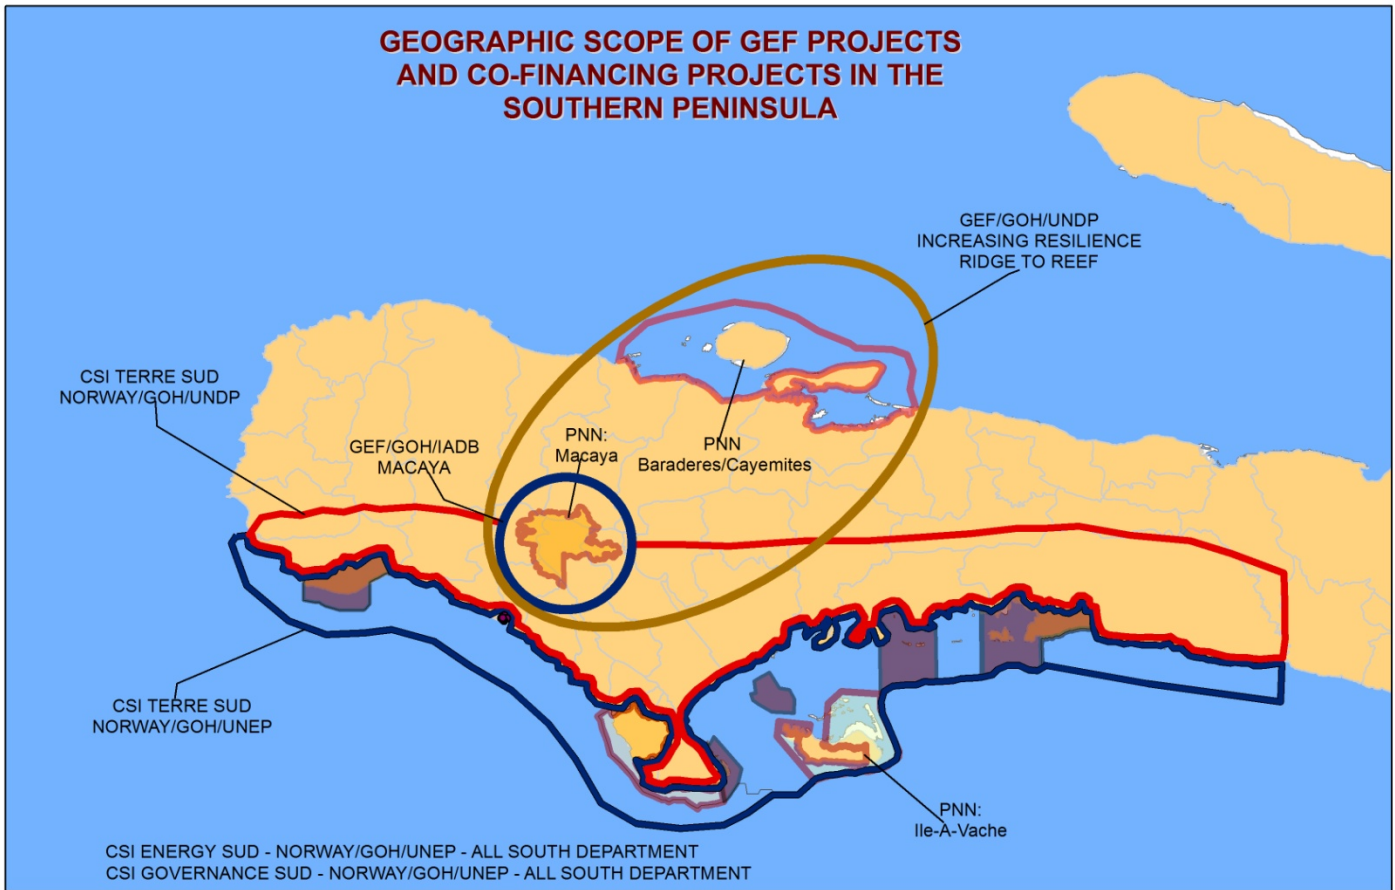 GEOGRAPHIC SCOPE OF GEF PROJECTS
AND CO-FINANCING PROJECTS IN THE
SOUTHERN PENINSULA
GEF/GOH/UNDP
INCREASING RESILIENCE
RIDGE TO REEF
CSI TERRE SUD
NORWAY/GOH/UNDP
GEF/GOH/IADB
MACAYA
PNN:
Macaya
PNN
Baraderes/Cayemites
CSI TERRE SUD
NORWAY/GOH/UNEP
PNN:
Ile-A-Vache
CSI ENERGY SUD - NORWAY/GOH/UNEP - ALL SOUTH DEPARTMENT
CSI GOVERNANCE SUD - NORWAY/GOH/UNEP - ALL SOUTH DEPARTMENT